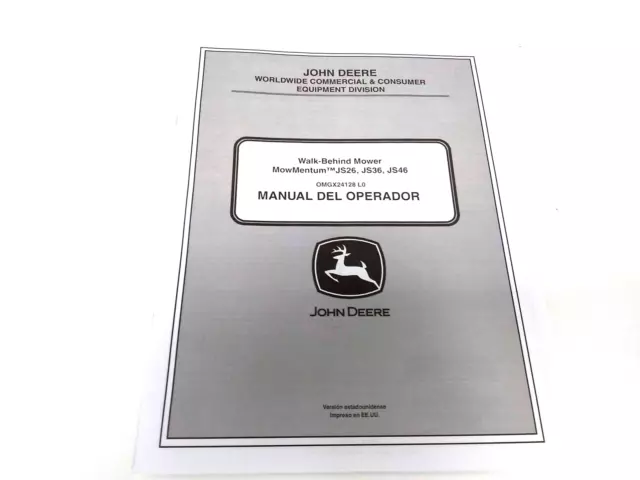 JOHN DEERE
WORLDWIDE COMMERCIAL & CONSUMER
EQUIPMENT DIVISION
Walk-Behind Mower
MowMentum™JS26, JS36, JS46
OMGX24128 L0
MANUAL DEL OPERADOR
JOHN DEERE
Versión estadounidense
Impreso en EE.UU.